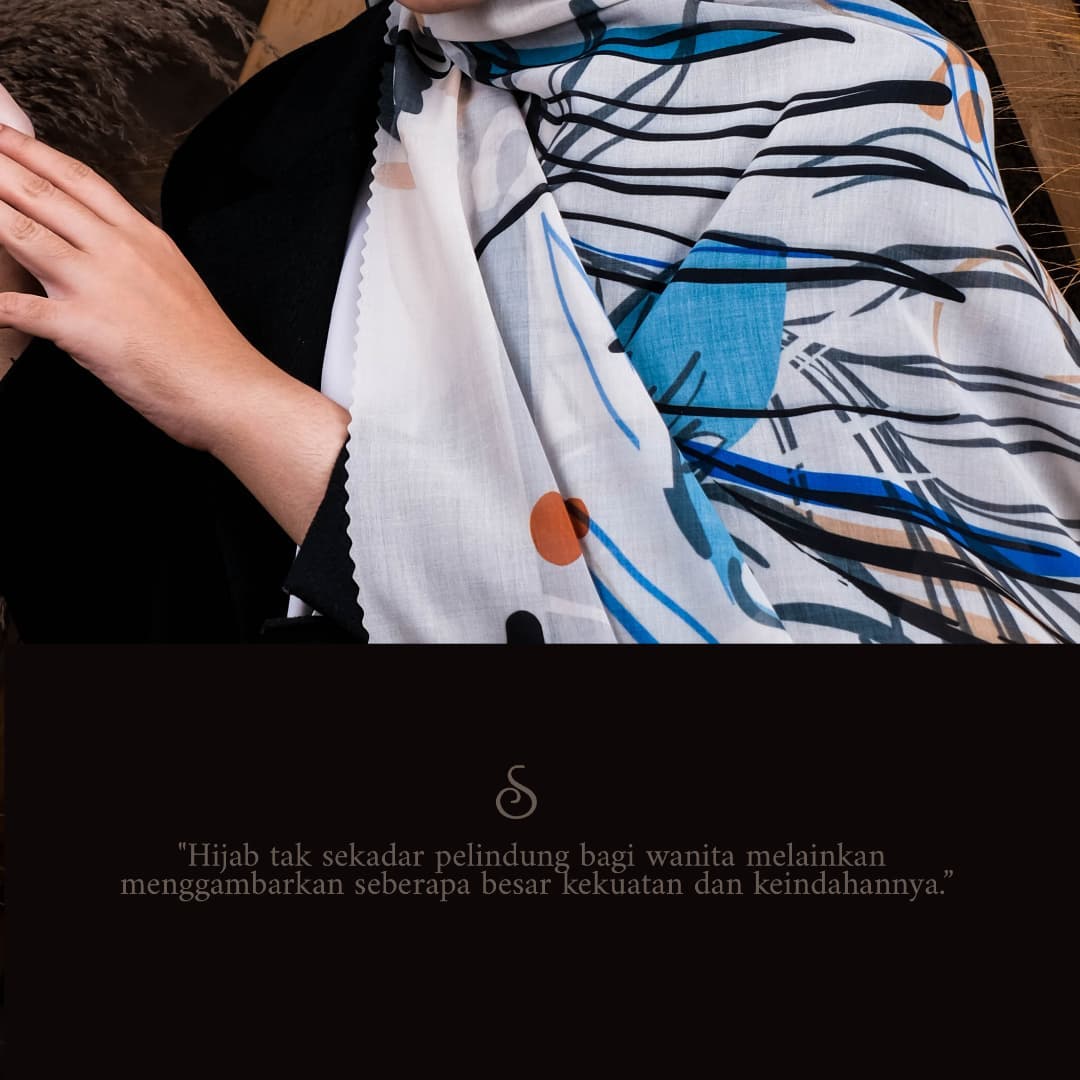 "Hijab tak sekadar pelindung bagi wanita melainkan
menggambarkan seberapa besar kekuatan dan keindahannya.”